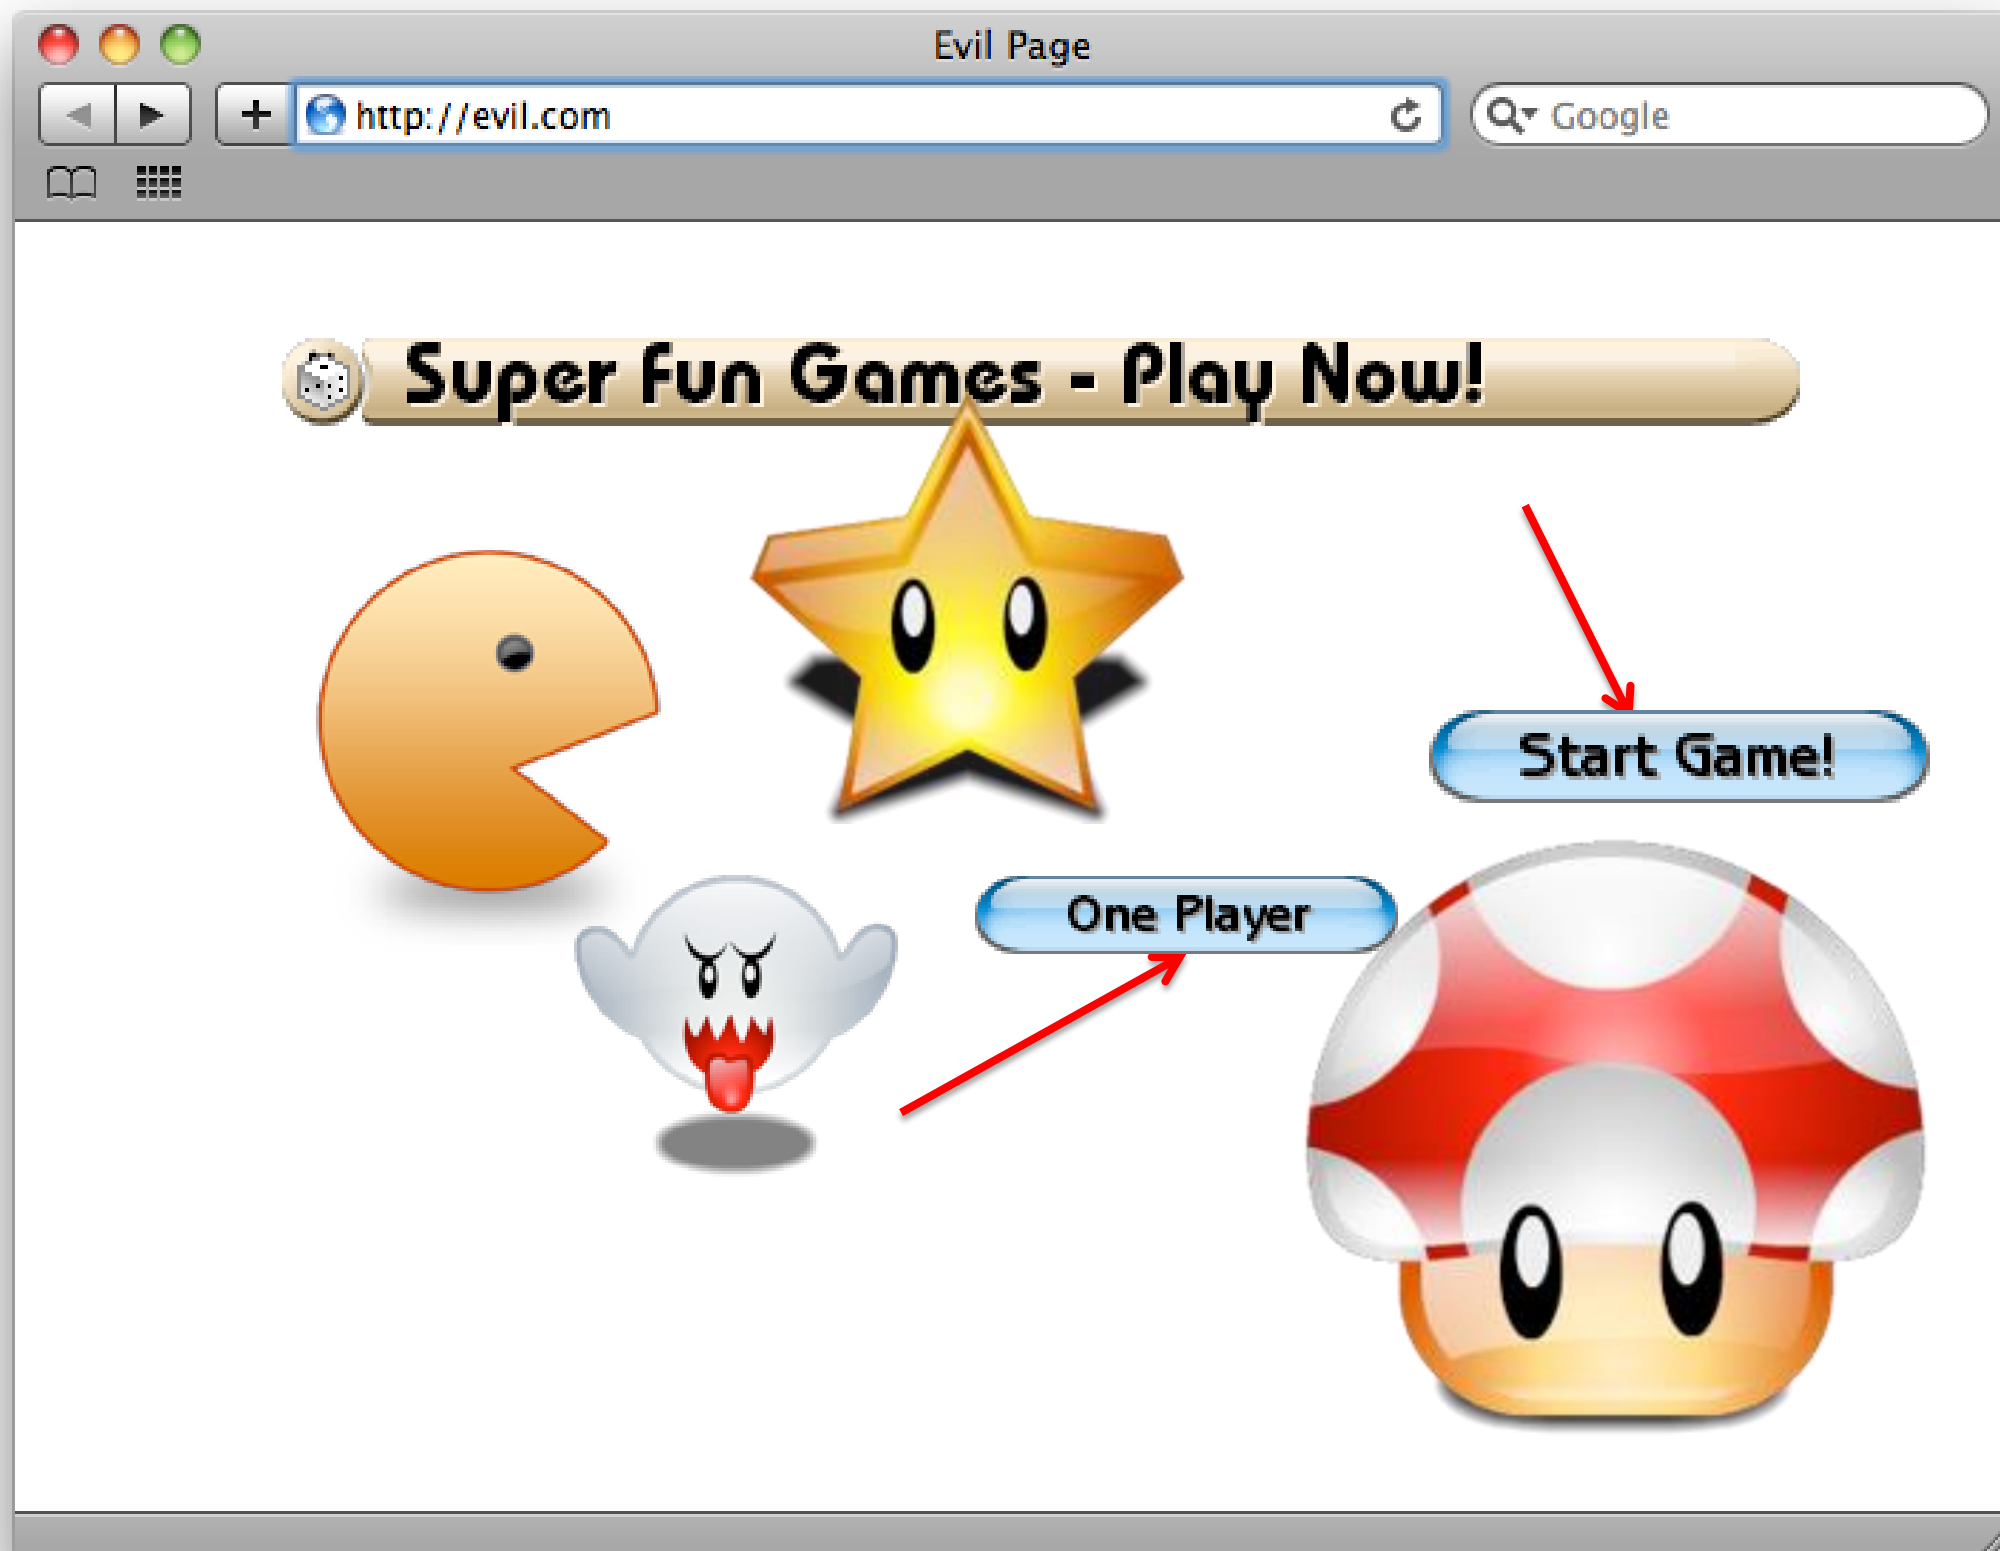 Evil Page
http://evil.com
Google
Super Fun Games - Play Now!
Start Game!
One Player